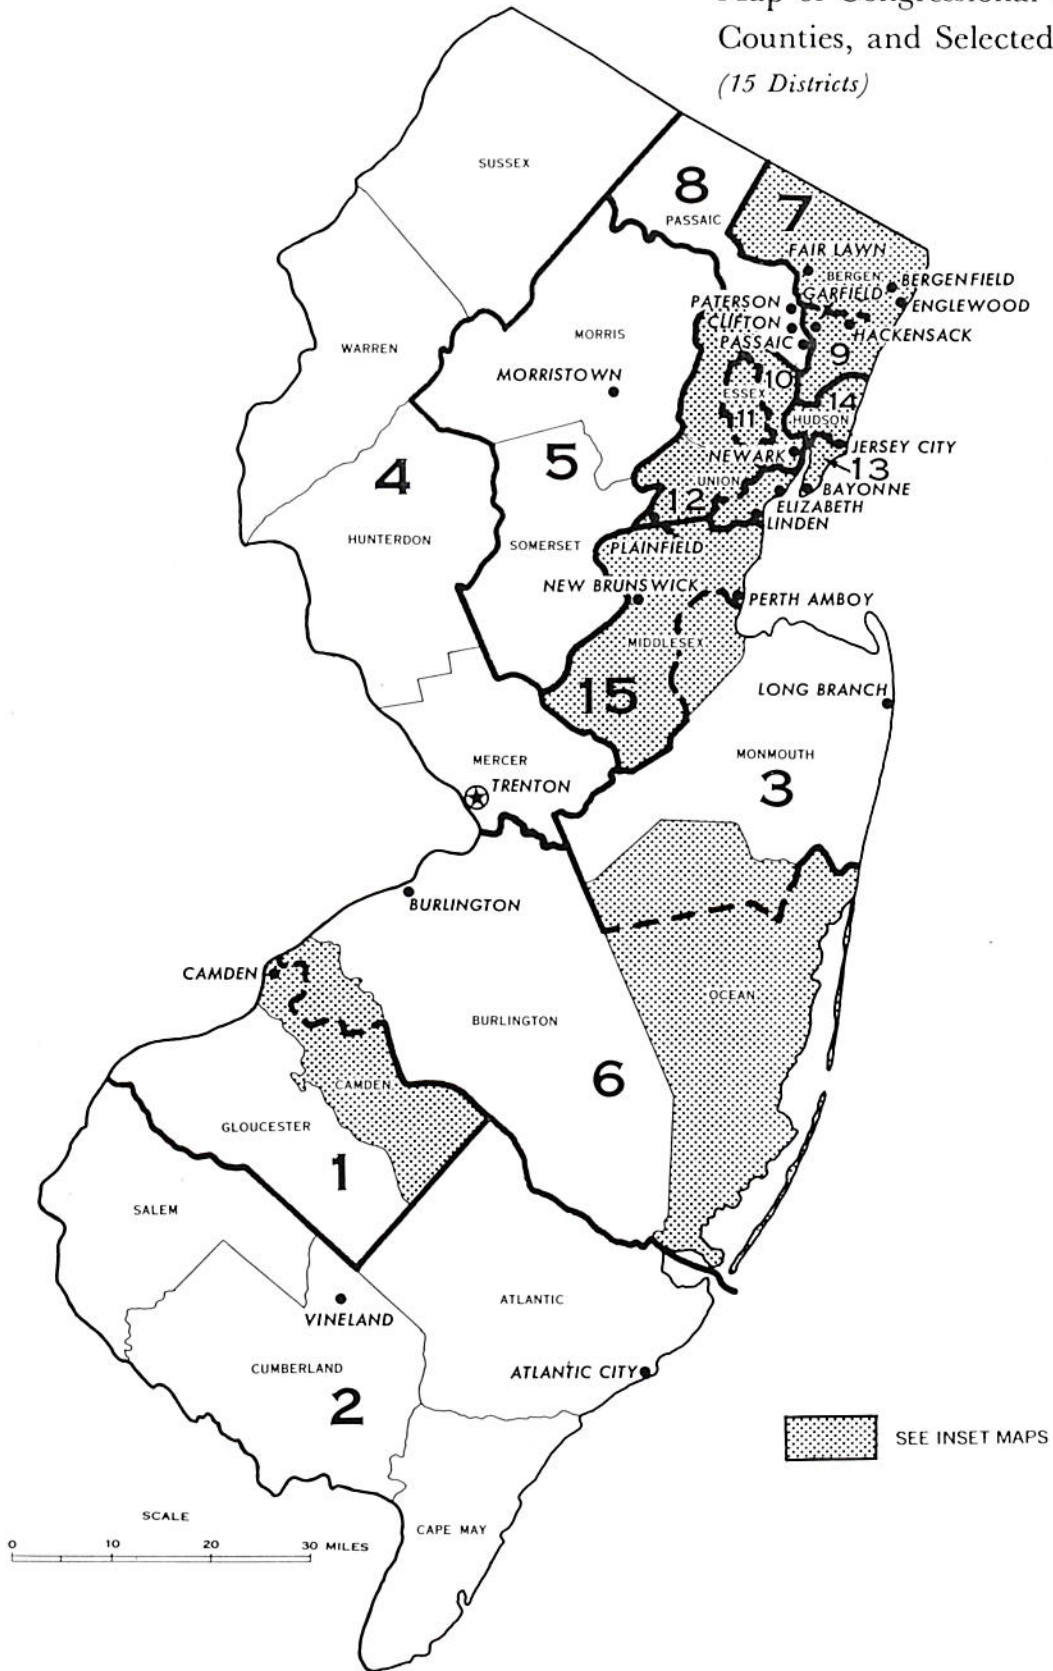 Map of Congressional
Counties, and Selected
(15 Districts)
SUSSEX
8
PASSAIC
7
FAIR LAWN
BERGEN
BERGENFIELD
GARFIELD
ENGLEWOOD
PATERSON
CLIFTON
HACKENSACK
PASSAIC
9
MORRIS
WARREN
MORRISTOWN
10
ESSEX
14
11
HUDSON
JERSEY CITY
NEWARK
13
5
4
UNION
BAYONNE
12
ELIZABETH
LINDEN
HUNTERDON
SOMERSET
PLAINFIELD
NEW BRUNSWICK
PERTH AMBOY
MIDDLESEX
15
LONG BRANCH
MERCER
MONMOUTH
TRENTON
3
BURLINGTON
CAMDEN
OCEAN
BURLINGTON
6
CAMDEN
GLOUCESTER
1
SALEM
ATLANTIC
VINELAND
CUMBERLAND
ATLANTIC CITY
2
SEE INSET MAPS
SCALE
CAPE MAY
0 10 20 30 MILES